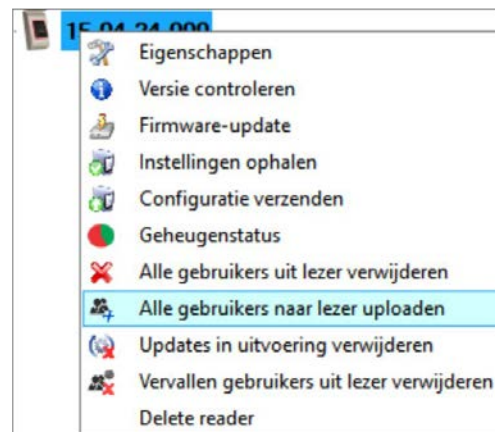 15-04-24-000
Eigenschappen
Versie controleren
Firmware-update
Instellingen ophalen
Configuratie verzenden
Geheugenstatus
Alle gebruikers uit lezer verwijderen
Alle gebruikers naar lezer uploaden
Updates in uitvoering verwijderen
Vervallen gebruikers uit lezer verwijderen
Delete reader